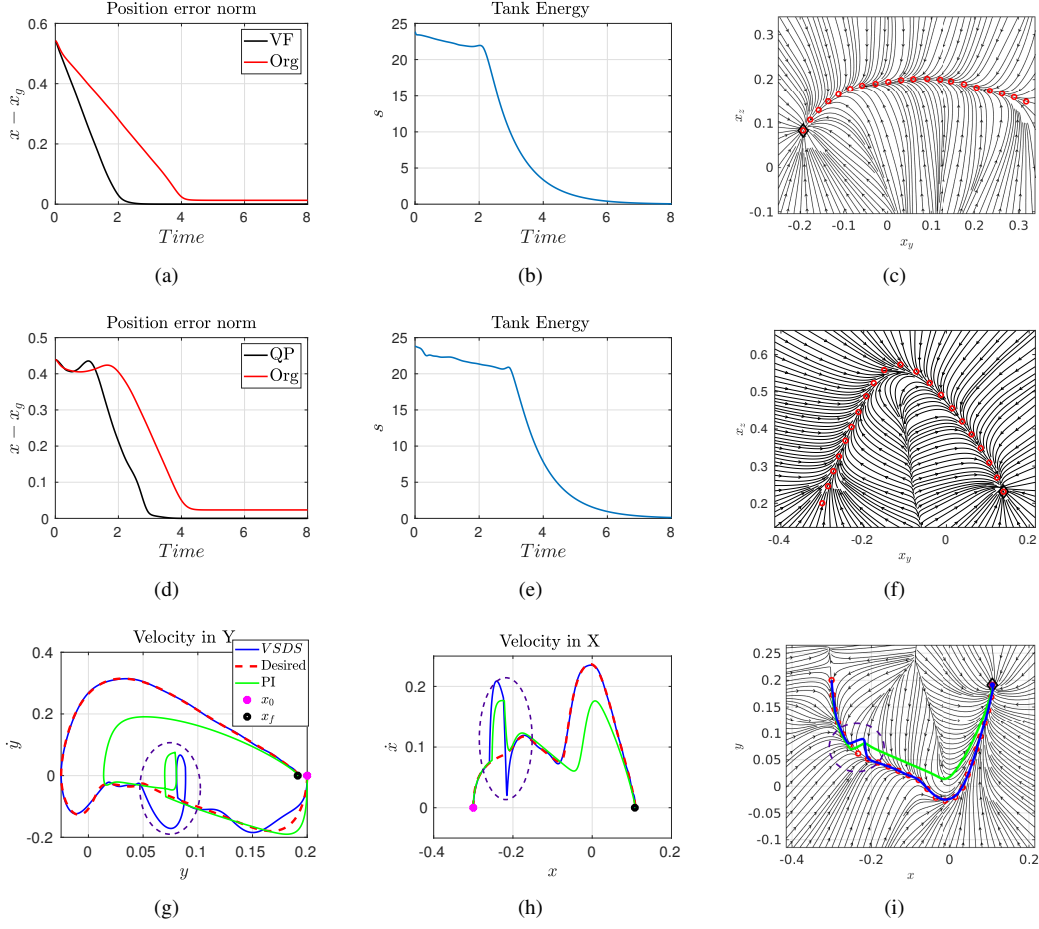 Position error norm
0.6
0.4
0.2
0
x − x_g
VF
Org
0 2 4 6 8
Time
(a)
Tank Energy
25
20
15
10
5
0
s
0 2 4 6 8
Time
(b)
0.3
0.2
0.1
0
-0.1
x_z
-0.2 -0.1 0 0.1 0.2 0.3
x_y
(c)
Position error norm
0.5
0.4
0.3
0.2
0.1
0
x − x_g
QP
Org
0 2 4 6 8
Time
(d)
Tank Energy
25
20
15
10
5
0
s
0 2 4 6 8
Time
(e)
0.6
0.5
0.4
0.3
0.2
x_z
-0.4 -0.2 0 0.2
x_y
(f)
Velocity in Y
0.4
0.2
0
-0.2
ẏ
VSDS
Desired
PI
x_0
x_f
0 0.05 0.1 0.15 0.2
y
(g)
Velocity in X
0.2
0.1
0
ẋ
-0.4 -0.2 0 0.2
x
(h)
0.25
0.2
0.15
0.1
0.05
0
-0.05
-0.1
y
-0.4 -0.2 0 0.2
x
(i)